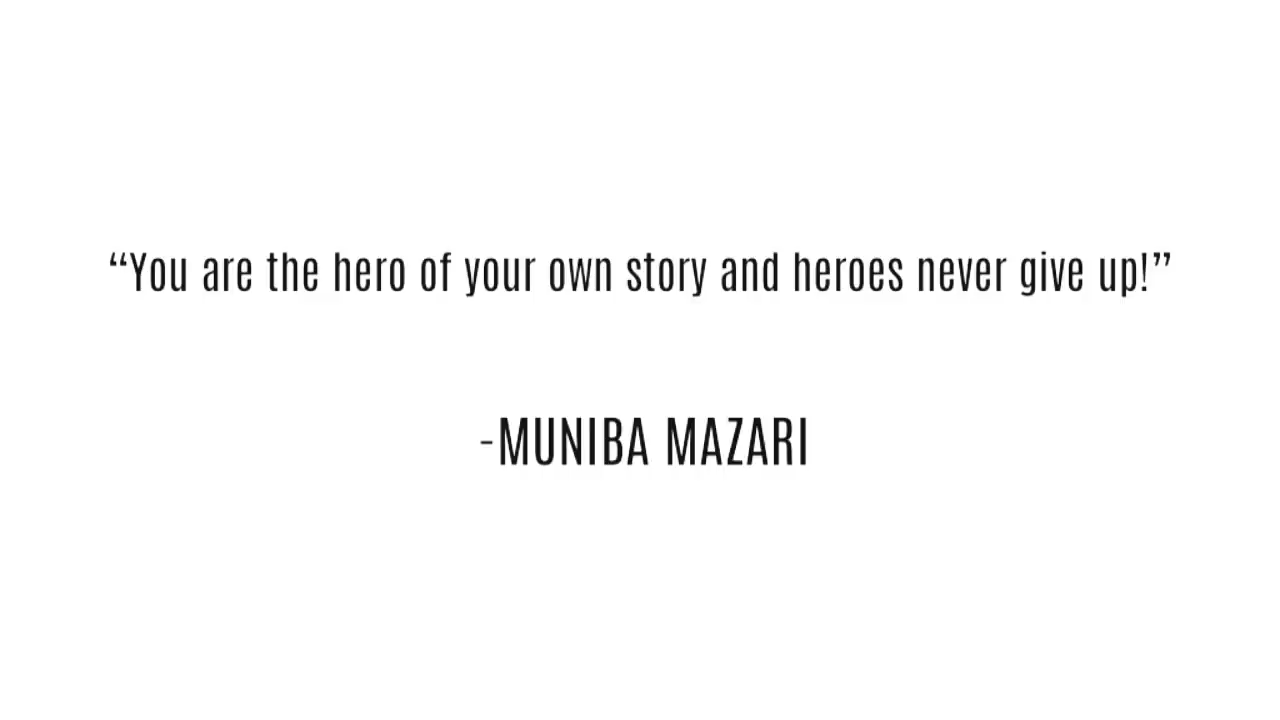 “You are the hero of your own story and heroes never give up!”
-MUNIBA MAZARI